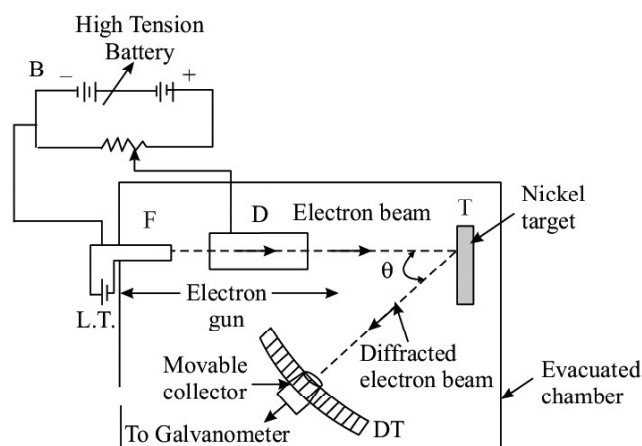 High Tension
Battery
B
–
+
F
D
Electron beam
T
Nickel
target
θ
L.T.
Electron
gun
Movable
collector
Diffracted
electron beam
Evacuated
chamber
To Galvanometer
DT